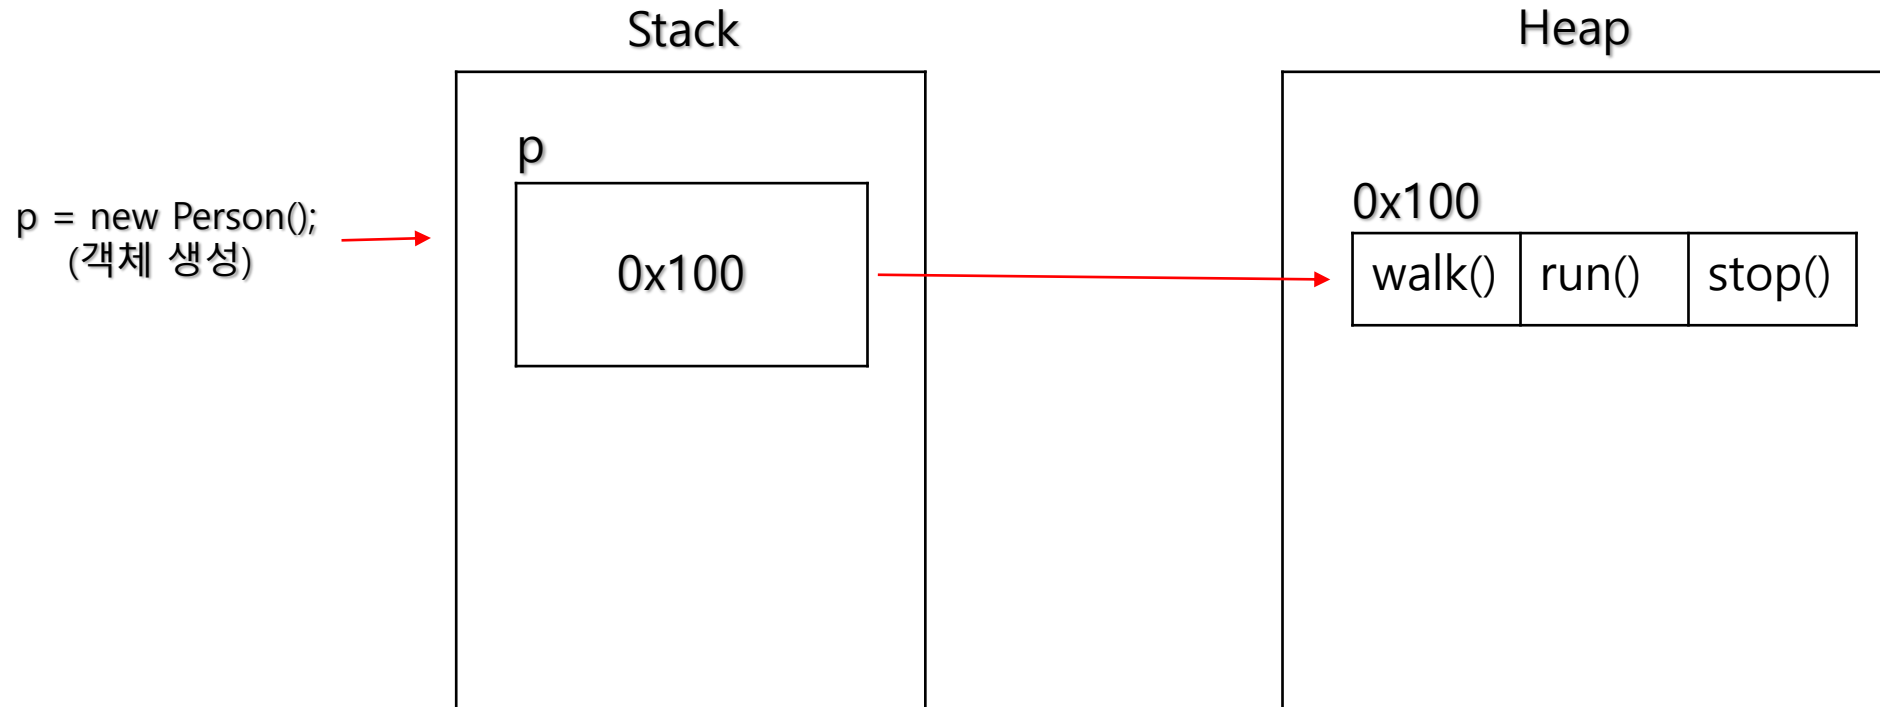 Stack
Heap
p
p = new Person();
(객체 생성)
0x100
0x100
walk() run() stop()